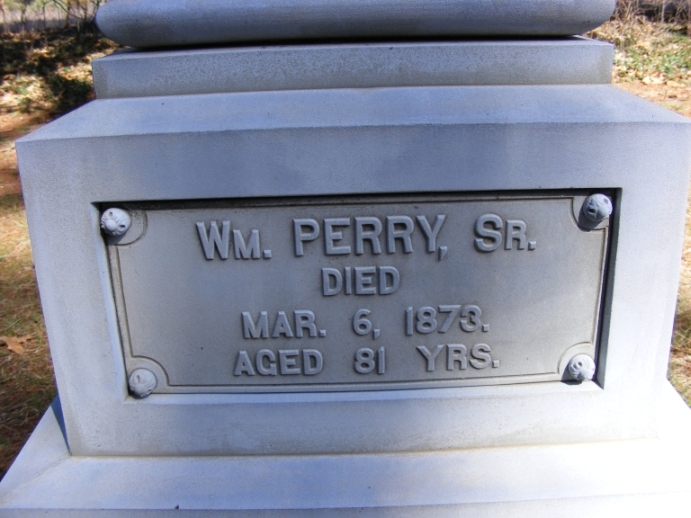 WM. PERRY, SR.
DIED
MAR. 6, 1873.
AGED 81 YRS.